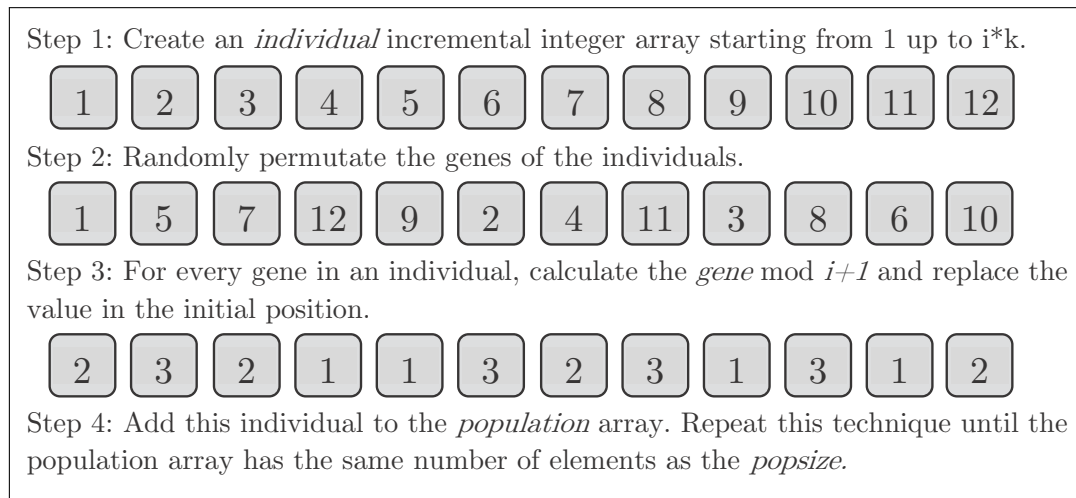 Step 1: Create an individual incremental integer array starting from 1 up to i*k.
1 2 3 4 5 6 7 8 9 10 11 12
Step 2: Randomly permutate the genes of the individuals.
1 5 7 12 9 2 4 11 3 8 6 10
Step 3: For every gene in an individual, calculate the gene mod i+1 and replace the
value in the initial position.
2 3 2 1 1 3 2 3 1 3 1 2
Step 4: Add this individual to the population array. Repeat this technique until the
population array has the same number of elements as the popsize.